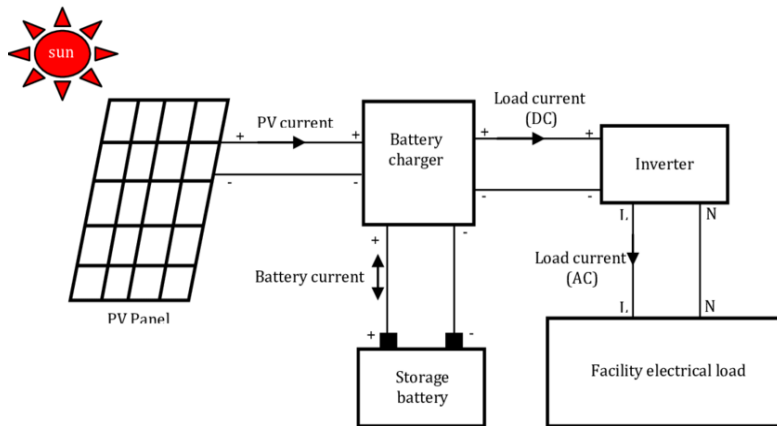 sun
Load current
(DC)
+
PV current
+
+
+
Battery
charger
Inverter
-
-
-
-
L
N
+
-
Load current
(AC)
Battery current
L
N
PV Panel
+
-
Storage
battery
Facility electrical load